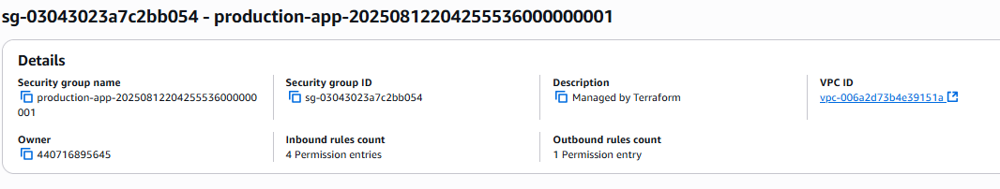 sg-03043023a7c2bb054 - production-app-20250812204255536000000001
Details
Security group name
production-app-20250812204255536000000
001
Security group ID
sg-03043023a7c2bb054
Description
Managed by Terraform
VPC ID
vpc-006a2d73b4e39151a
Owner
440716895645
Inbound rules count
4 Permission entries
Outbound rules count
1 Permission entry